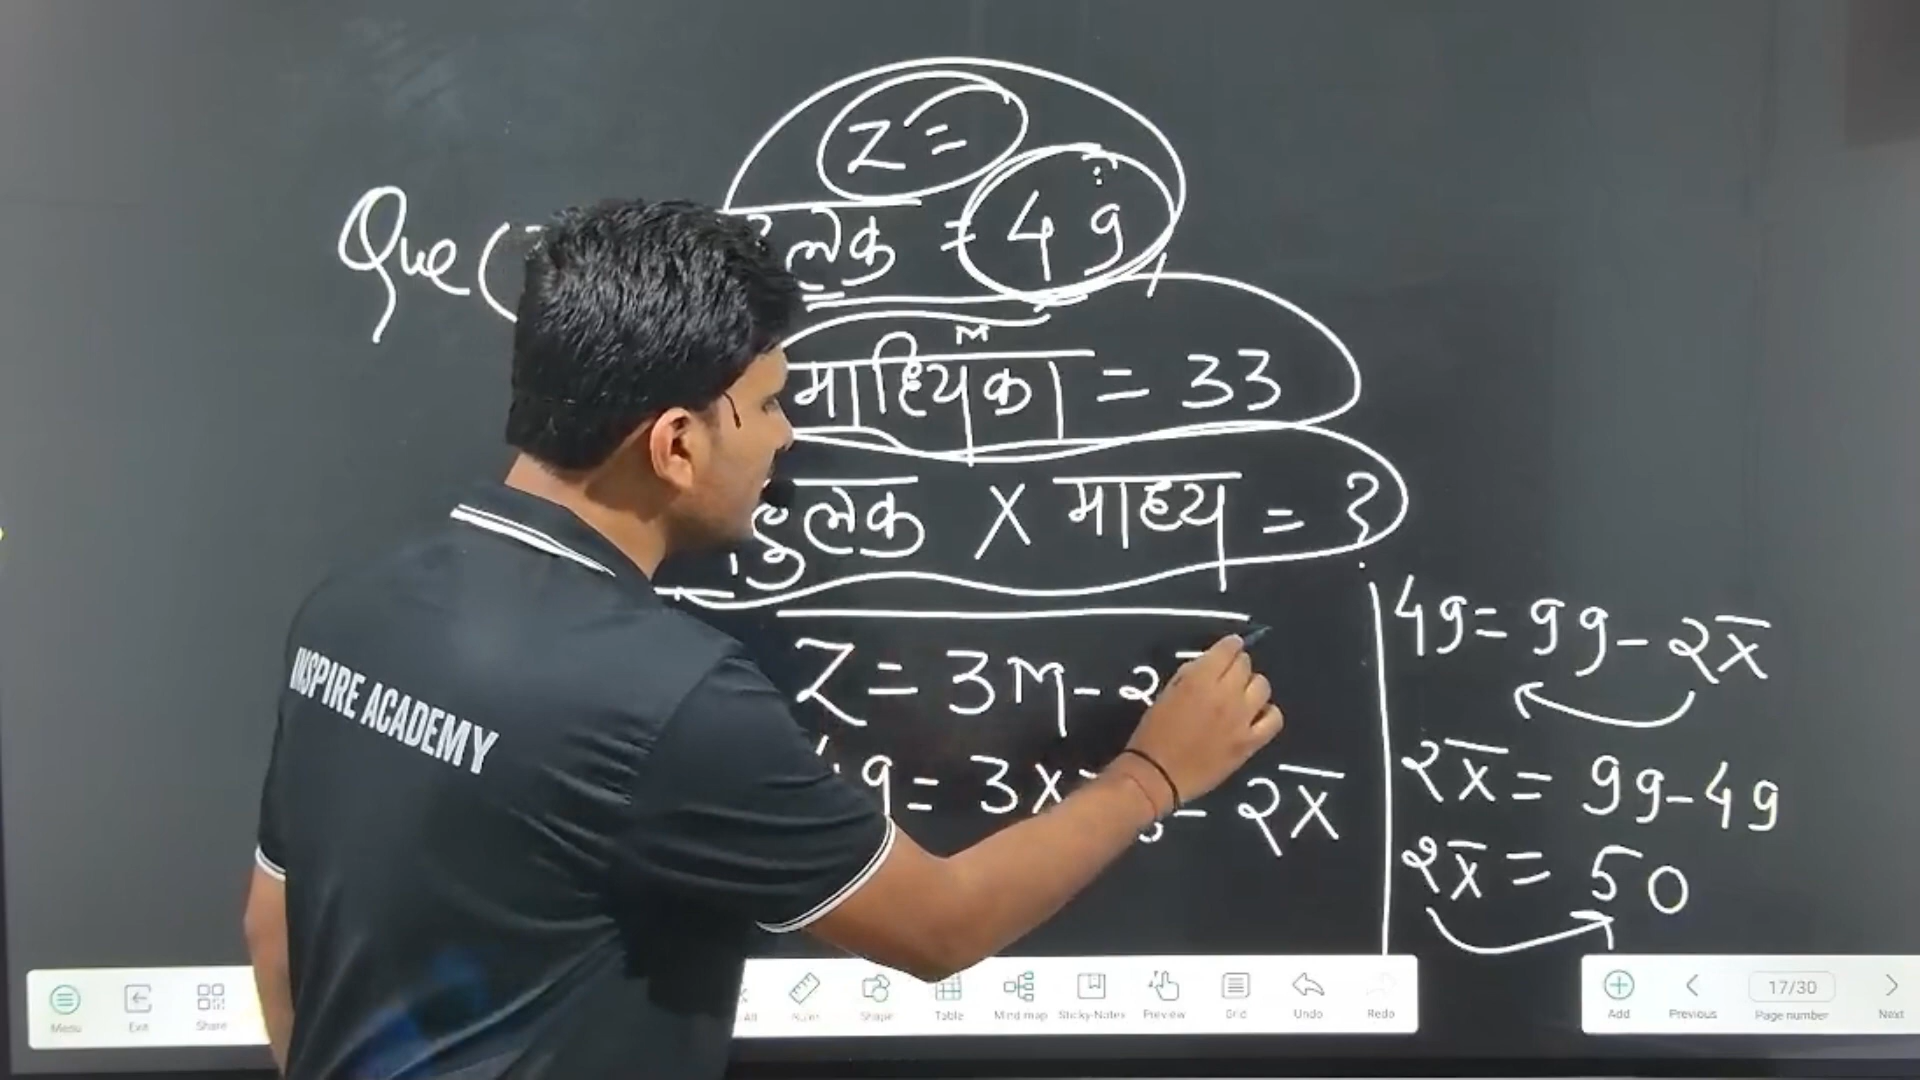 Z =
Que ( लक = 49
M
माध्यिका = 33
हुलक X माध्य = ?
Z = 3M - 2
49 = 3x - 2x̄
49 = 99 - 2x̄
2x̄ = 99 - 49
2x̄ = 50
INSPIRE ACADEMY
Menu Exit Share Ruler Shape Table Mind map Sticky-Notes Preview Grid Undo Redo Add Previous 17/30 Page number Next